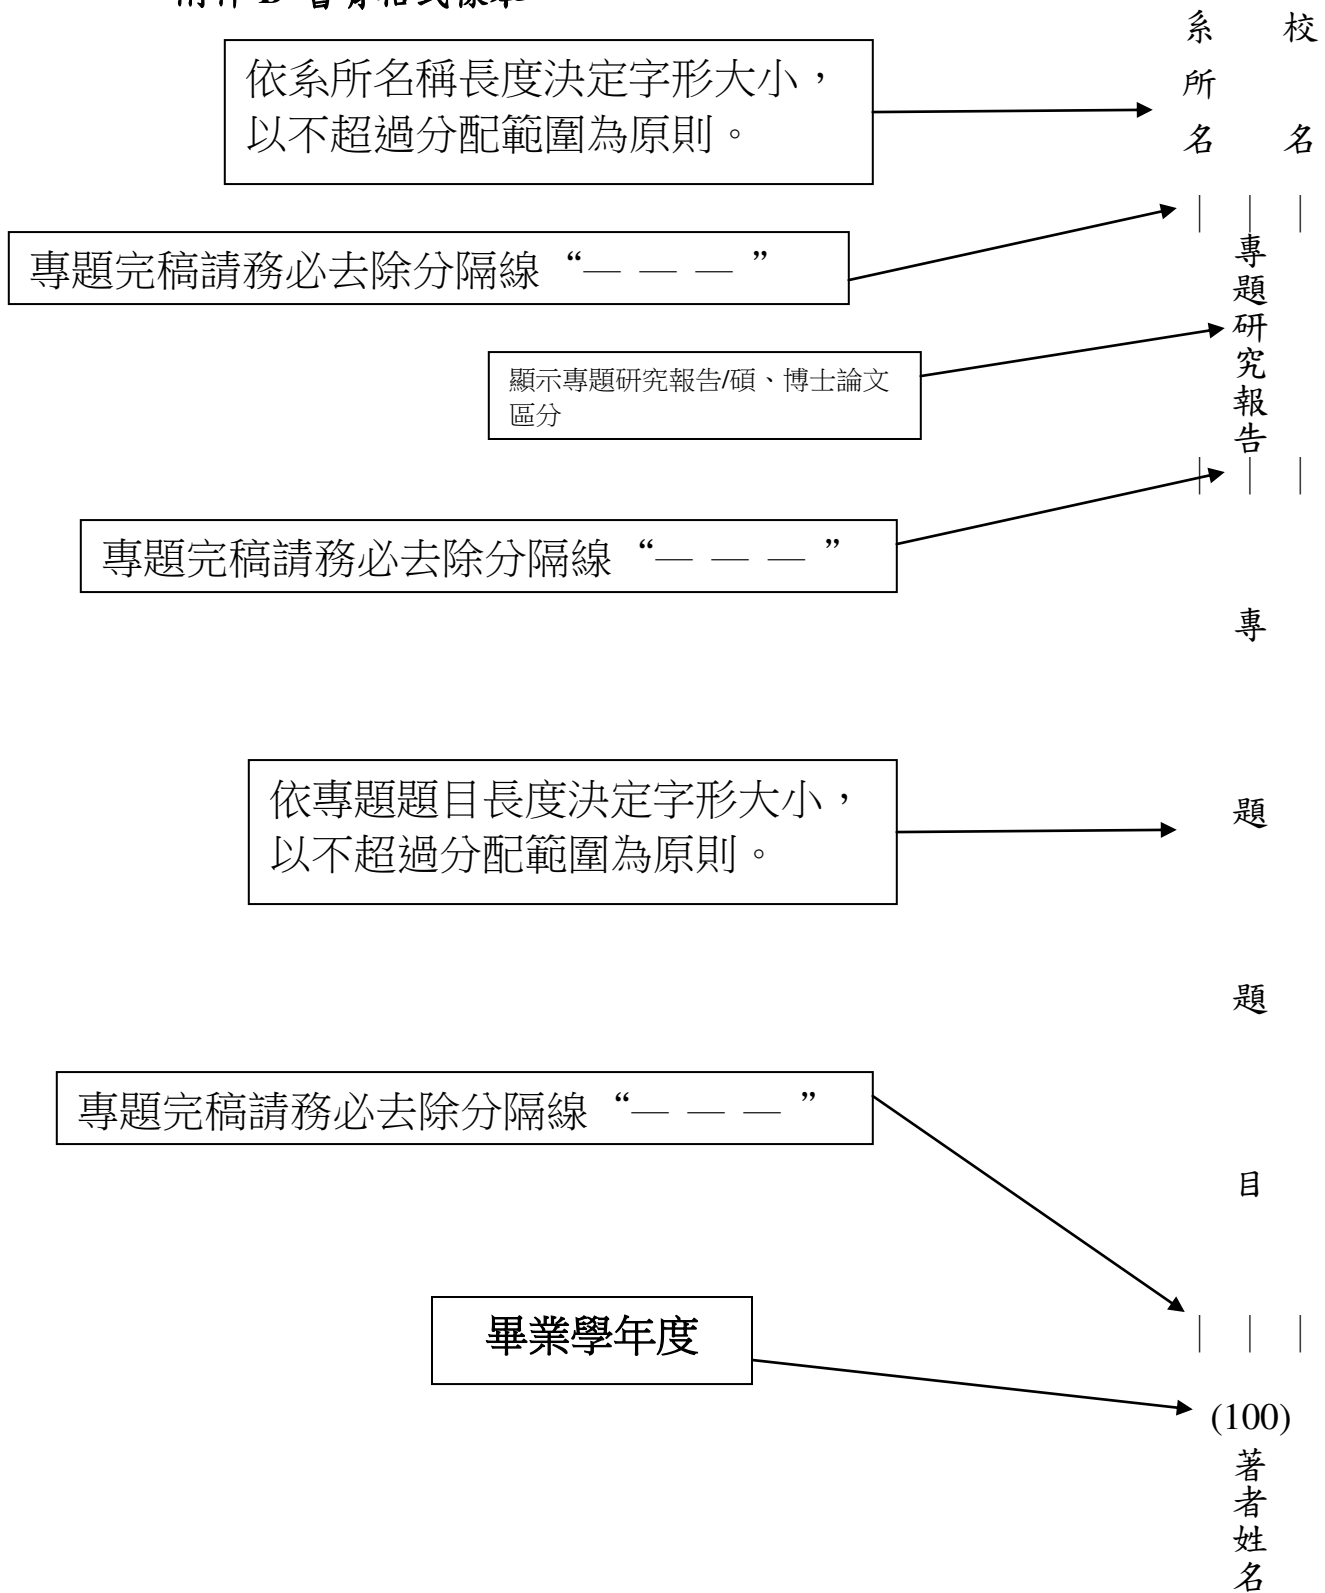 依系所名稱長度決定字形大小，
以不超過分配範圍為原則。
專題完稿請務必去除分隔線“— — — ”
顯示專題研究報告/碩、博士論文
區分
專題完稿請務必去除分隔線“— — — ”
依專題題目長度決定字形大小，
以不超過分配範圍為原則。
專題完稿請務必去除分隔線“— — — ”
畢業學年度
校名
系所名
｜｜｜
專題研究報告
｜｜｜
專題題目
｜｜｜
(100)
著者姓名